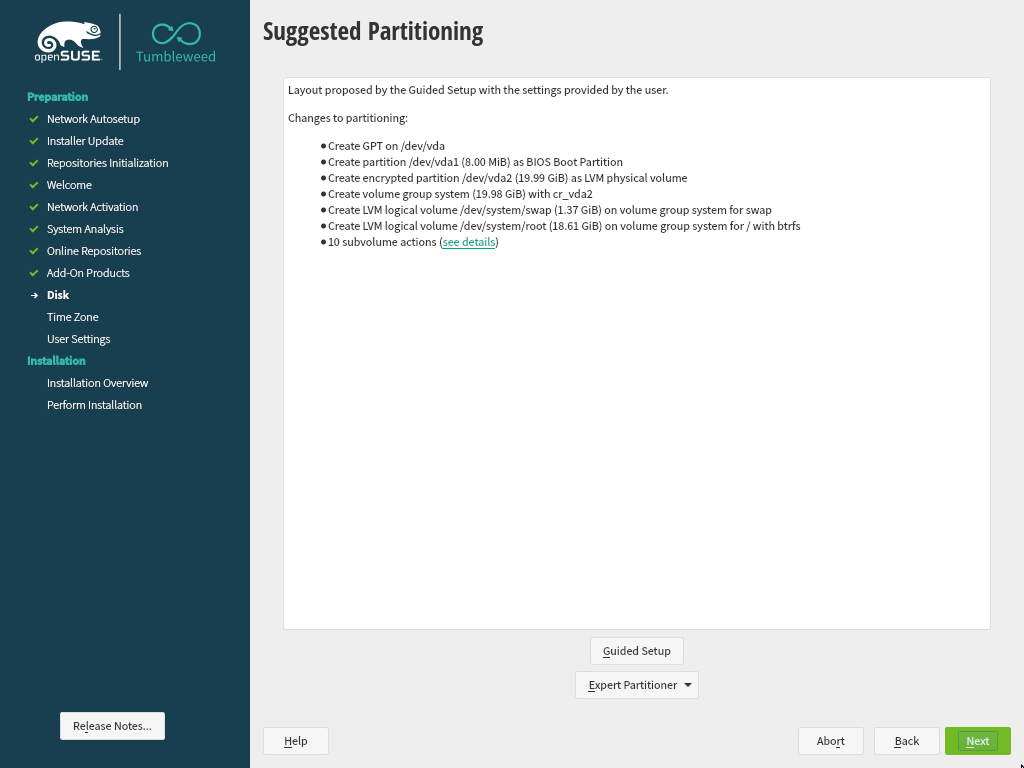 openSUSE
Tumbleweed
Preparation
Network Autosetup
Installer Update
Repositories Initialization
Welcome
Network Activation
System Analysis
Online Repositories
Add-On Products
Disk
Time Zone
User Settings
Installation
Installation Overview
Perform Installation
Release Notes...
Suggested Partitioning
Layout proposed by the Guided Setup with the settings provided by the user.
Changes to partitioning:
Create GPT on /dev/vda
Create partition /dev/vda1 (8.00 MiB) as BIOS Boot Partition
Create encrypted partition /dev/vda2 (19.99 GiB) as LVM physical volume
Create volume group system (19.98 GiB) with cr_vda2
Create LVM logical volume /dev/system/swap (1.37 GiB) on volume group system for swap
Create LVM logical volume /dev/system/root (18.61 GiB) on volume group system for / with btrfs
10 subvolume actions (see details)
Guided Setup
Expert Partitioner
Help
Abort
Back
Next